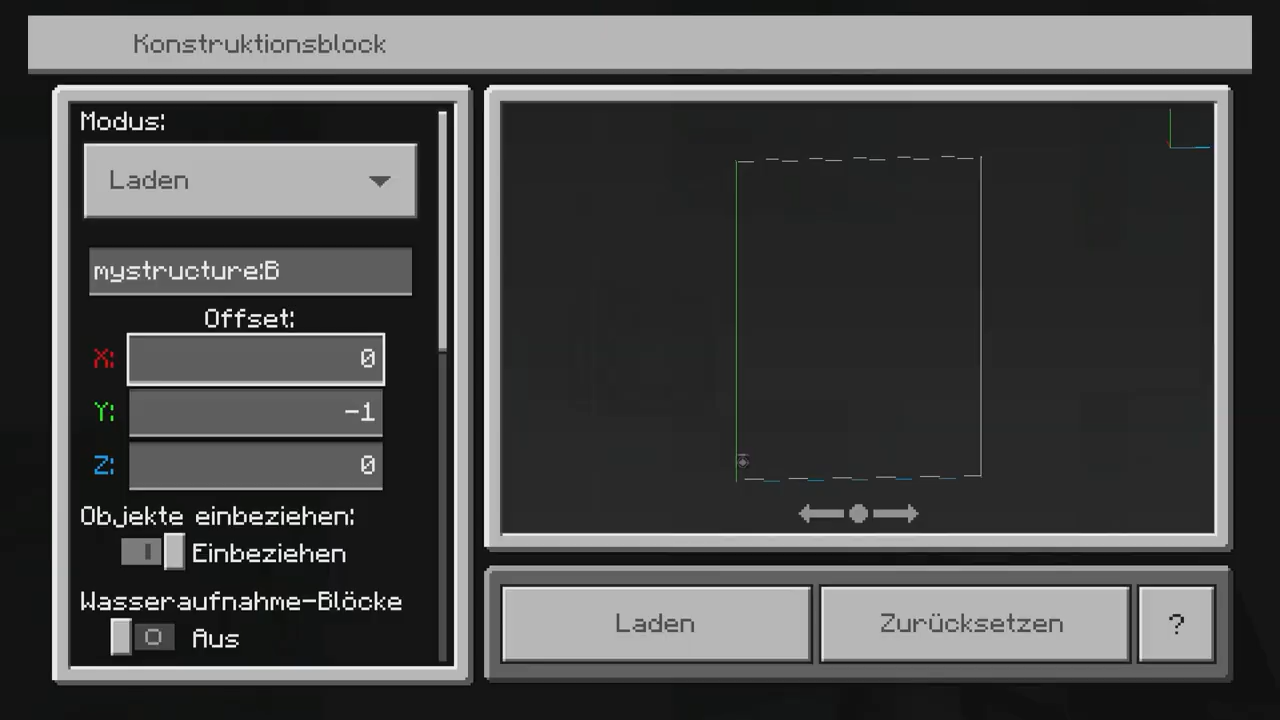 Konstruktionsblock
Modus:
Laden
mystructure:B
Offset:
X: 0
Y: -1
Z: 0
Objekte einbeziehen:
Einbeziehen
Wasseraufnahme-Blöcke
Aus
Laden
Zurücksetzen
?